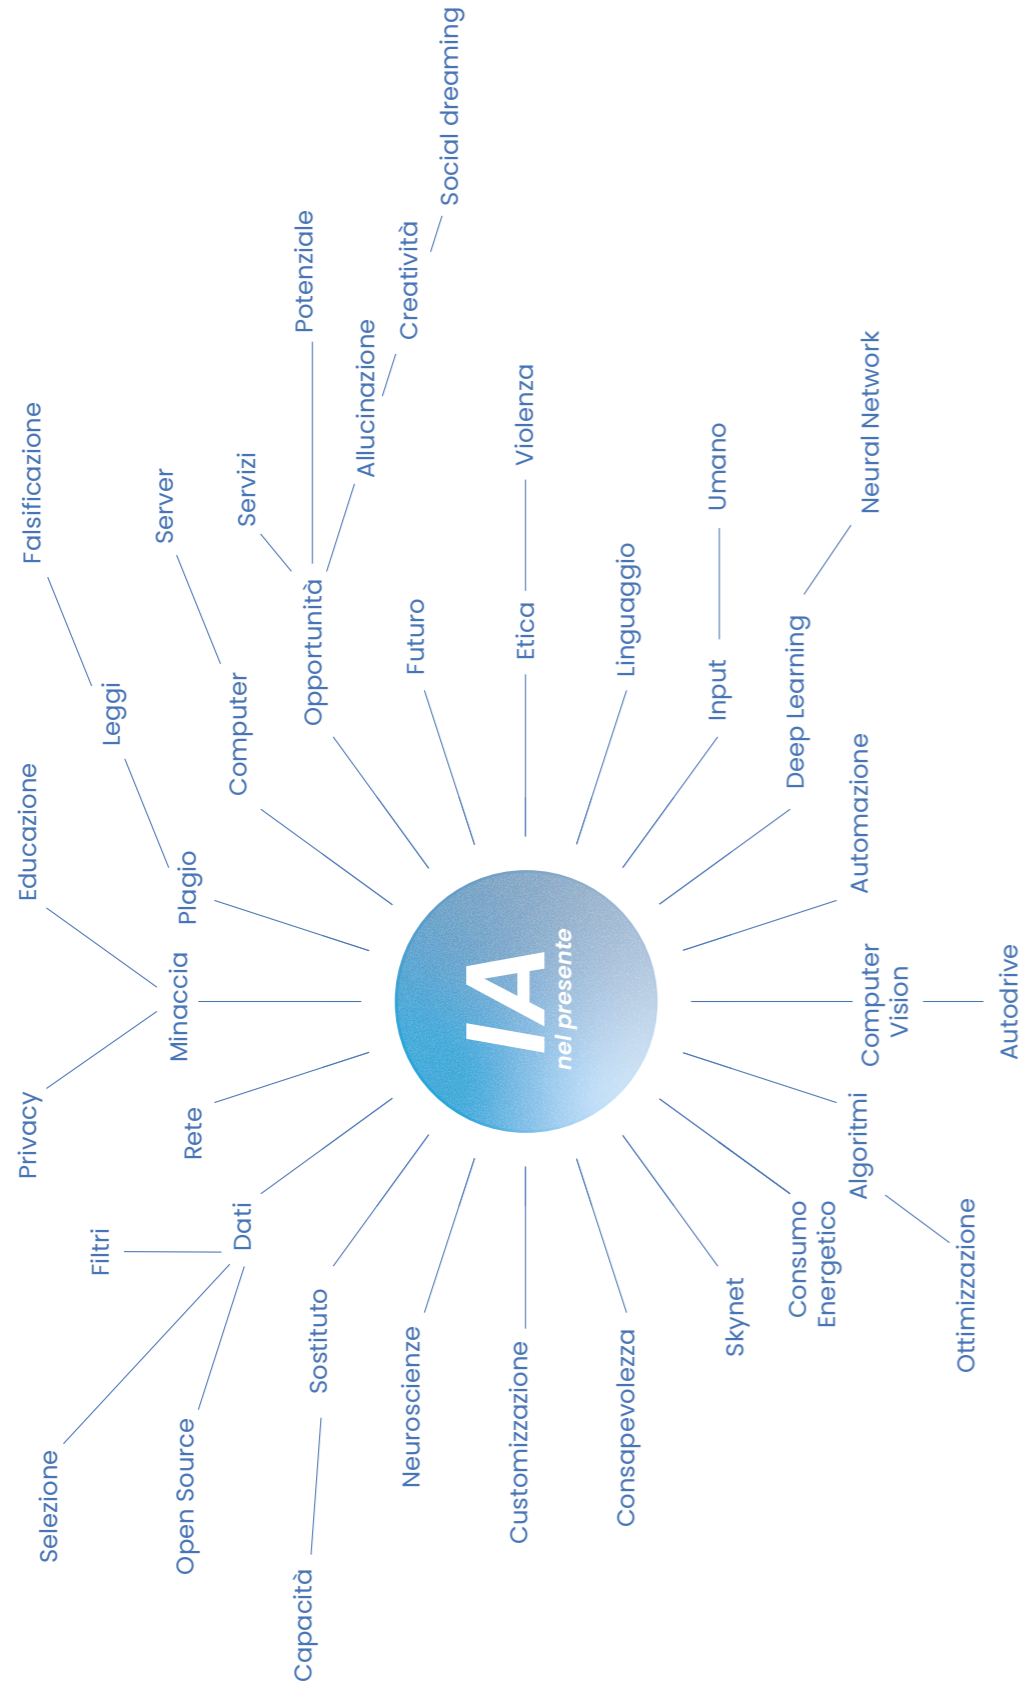 Privacy
Educazione
Falsificazione
Selezione
Filtri
Leggi
Server
Open Source
Rete
Minaccia
Plagio
Dati
Computer
Servizi
Capacità
Sostituto
Opportunità
Potenziale
Allucinazione
Neuroscienze
Futuro
Creatività
Social dreaming
IA
nel presente
Customizzazione
Etica
Violenza
Consapevolezza
Linguaggio
Skynet
Input
Umano
Consumo
Energetico
Deep Learning
Algoritmi
Computer
Vision
Automazione
Neural Network
Ottimizzazione
Autodrive